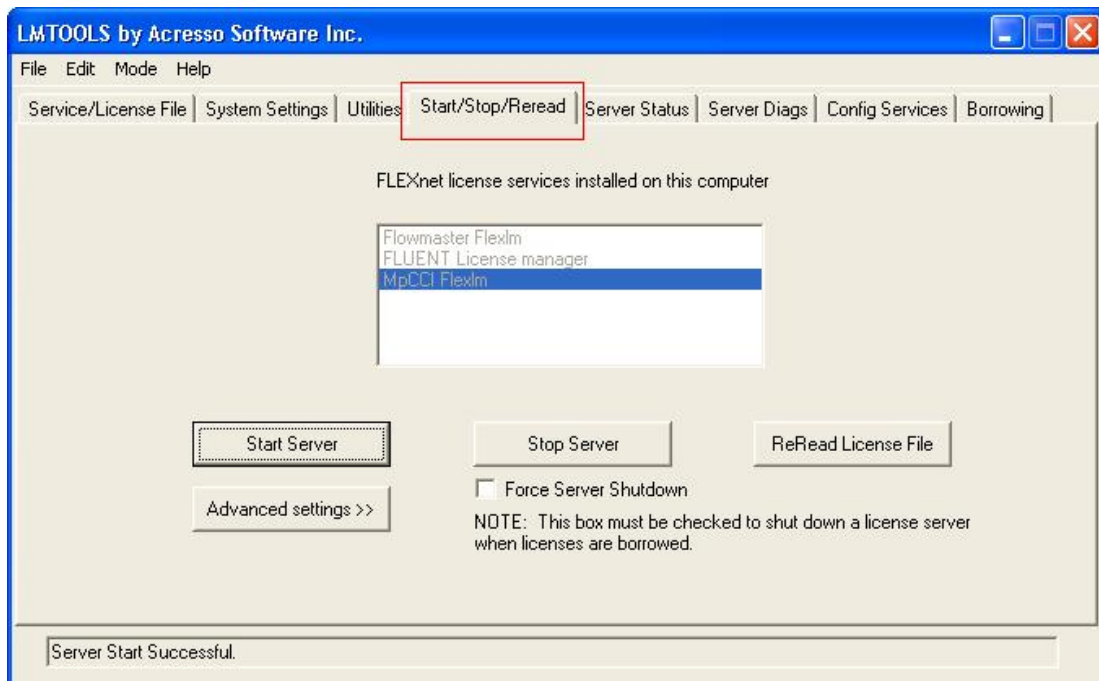 LMTOOLS by Acresso Software Inc.
File Edit Mode Help
Service/License File System Settings Utilities Start/Stop/Reread Server Status Server Diags Config Services Borrowing
FLEXnet license services installed on this computer
Flowmaster Flexlm
FLUENT License manager
MpCCI Flexlm
Start Server Stop Server ReRead License File
Advanced settings >> Force Server Shutdown
NOTE: This box must be checked to shut down a license server
when licenses are borrowed.
Server Start Successful.